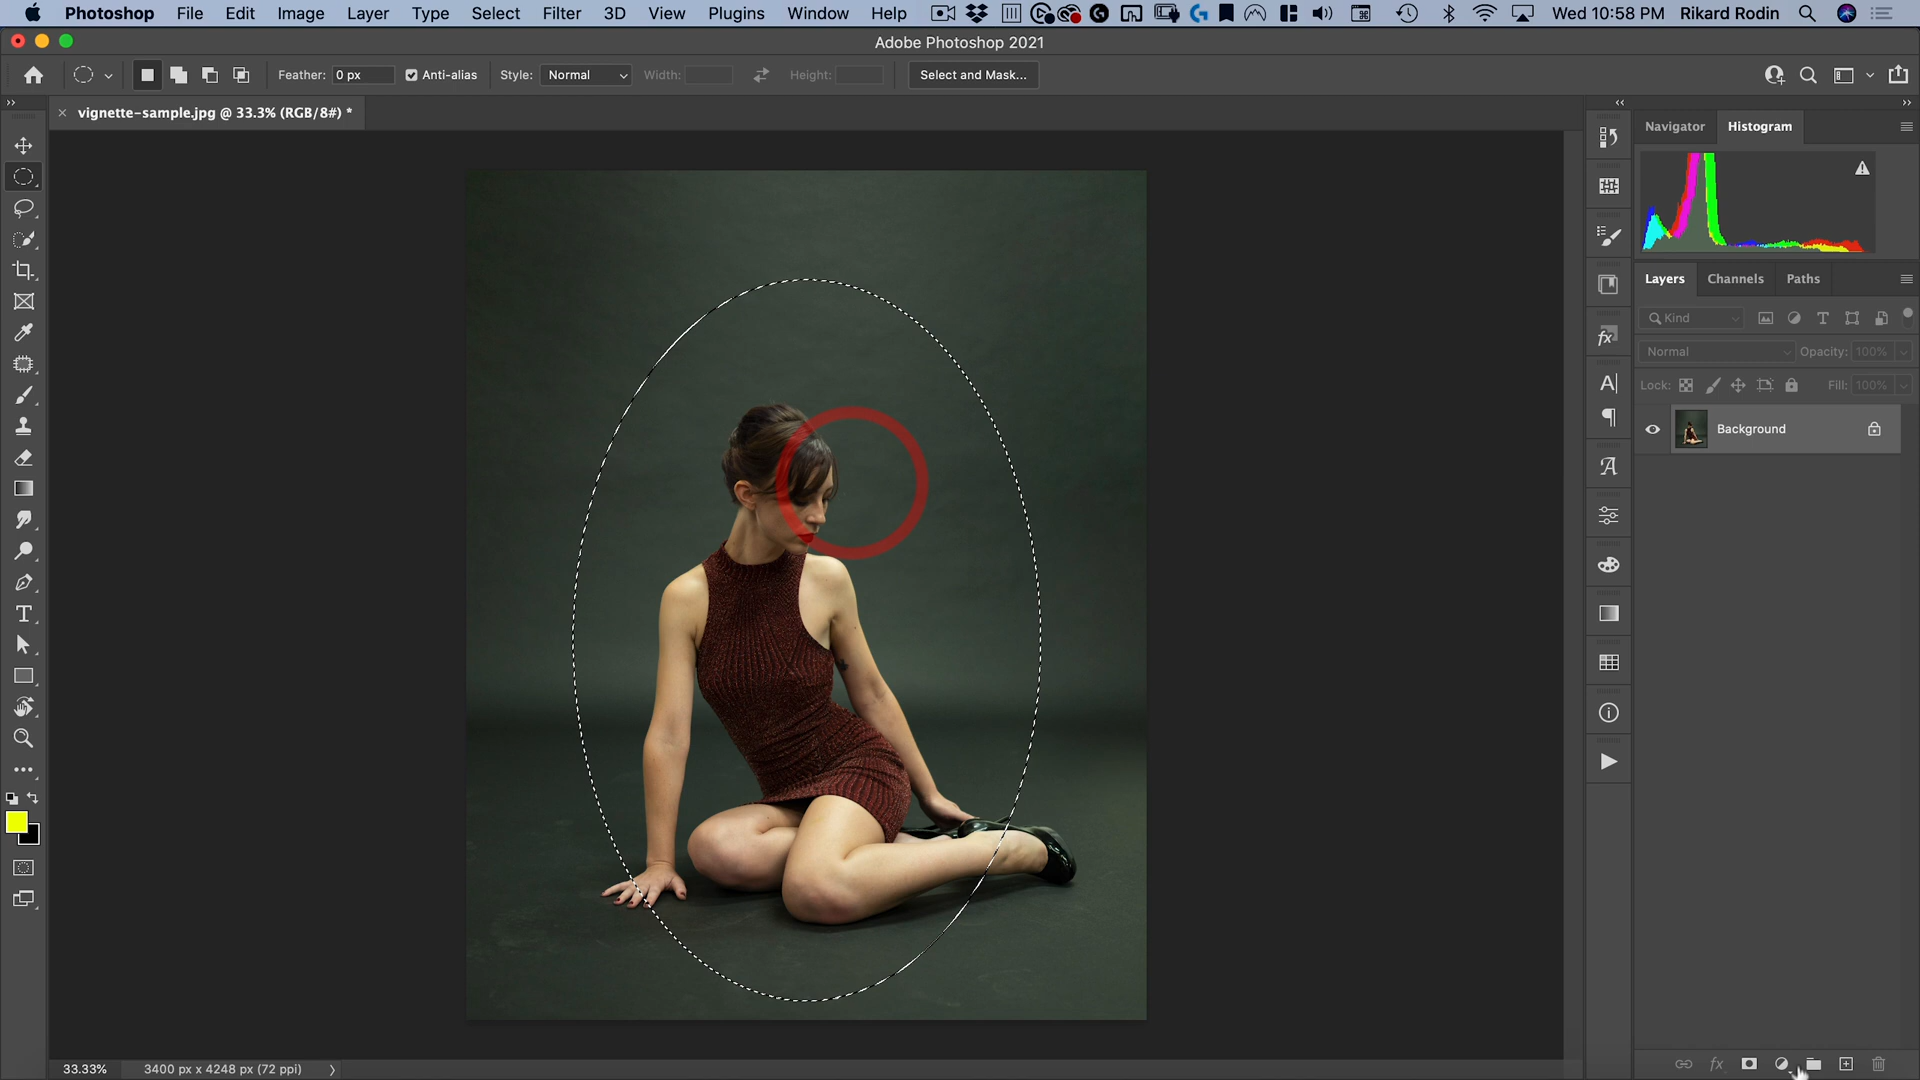 Photoshop File Edit Image Layer Type Select Filter 3D View Plugins Window Help Wed 10:58 PM Rikard Rodin
Adobe Photoshop 2021
Feather: 0 px Anti-alias Style: Normal Width: Height: Select and Mask...
vignette-sample.jpg @ 33.3% (RGB/8#) *
Navigator Histogram
Layers Channels Paths
Kind
Normal Opacity: 100%
Lock: Fill: 100%
Background
33.33% 3400 px x 4248 px (72 ppi)